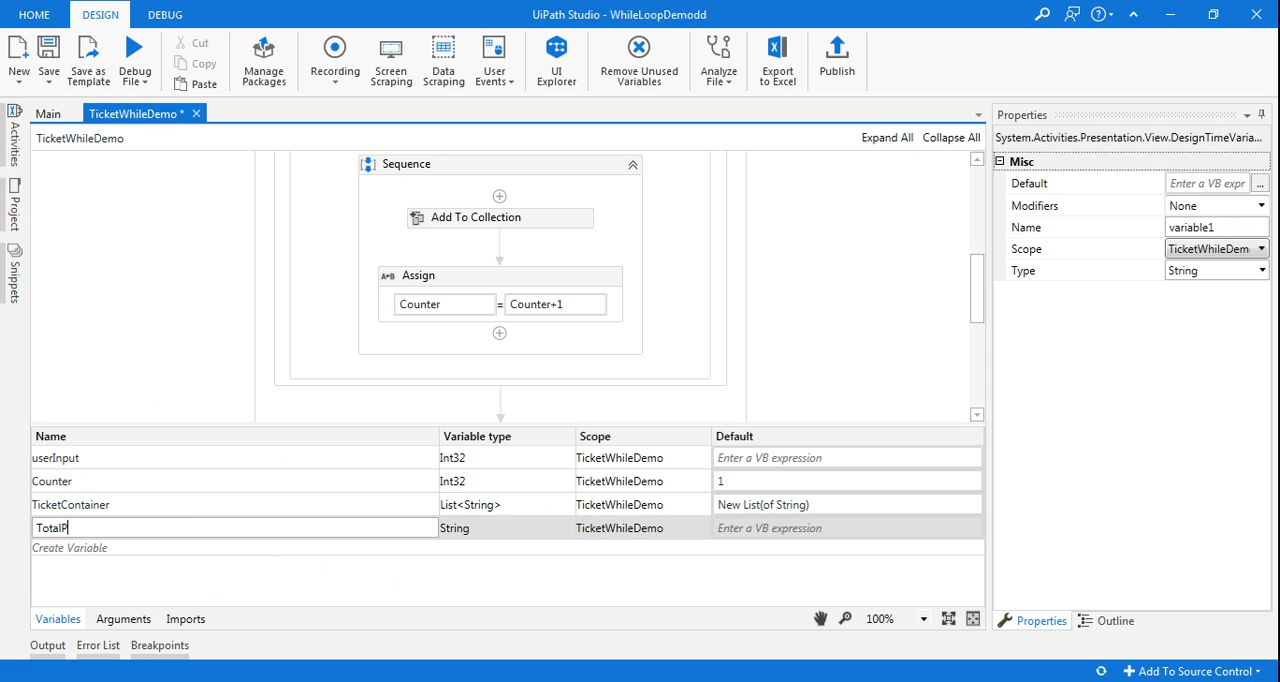 HOME DESIGN DEBUG UiPath Studio - WhileLoopDemodd
New Save Save as Template Debug File Cut Copy Paste Manage Packages Recording Screen Scraping Data Scraping User Events UI Explorer Remove Unused Variables Analyze File Export to Excel Publish
Main TicketWhileDemo * Properties
TicketWhileDemo Expand All Collapse All System.Activities.Presentation.View.DesignTimeVaria...
Activities
Project
Snippets
Sequence
Add To Collection
A+B Assign
Counter = Counter+1
Misc
Default Enter a VB expr ...
Modifiers None
Name variable1
Scope TicketWhileDem
Type String
Name Variable type Scope Default
userInput Int32 TicketWhileDemo Enter a VB expression
Counter Int32 TicketWhileDemo 1
TicketContainer List<String> TicketWhileDemo New List(of String)
TotalP String TicketWhileDemo Enter a VB expression
Create Variable
Variables Arguments Imports 100% Properties Outline
Output Error List Breakpoints
Add To Source Control